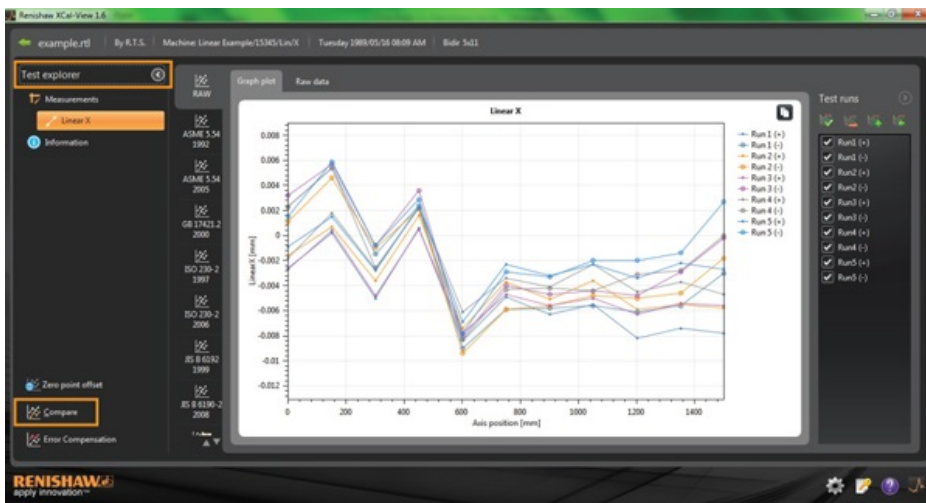 Renishaw XCal-View 1.6
example.rtl By R.T.S. Machine: Linear Example/15345/Lin/X Tuesday 1989/05/16 08:09 AM Bidir 5x11
Test explorer
Measurements
Linear X
Information
Zero point offset
Compare
Error Compensation
RAW
ASME 5.54
1992
ASME 5.54
2005
GB 17421.2
2000
ISO 230-2
1997
ISO 230-2
2006
JIS B 6192
1999
JIS B 6190-2
2008
Graph plot Raw data
Linear X
LinearX [mm]
0.008
0.006
0.004
0.002
0
-0.002
-0.004
-0.006
-0.008
-0.01
-0.012
0 200 400 600 800 1000 1200 1400
Axis position [mm]
Run 1 (+)
Run 1 (-)
Run 2 (+)
Run 2 (-)
Run 3 (+)
Run 3 (-)
Run 4 (+)
Run 4 (-)
Run 5 (+)
Run 5 (-)
Test runs
Run1 (+)
Run1 (-)
Run2 (+)
Run2 (-)
Run3 (+)
Run3 (-)
Run4 (+)
Run4 (-)
Run5 (+)
Run5 (-)
RENISHAW
apply innovation™